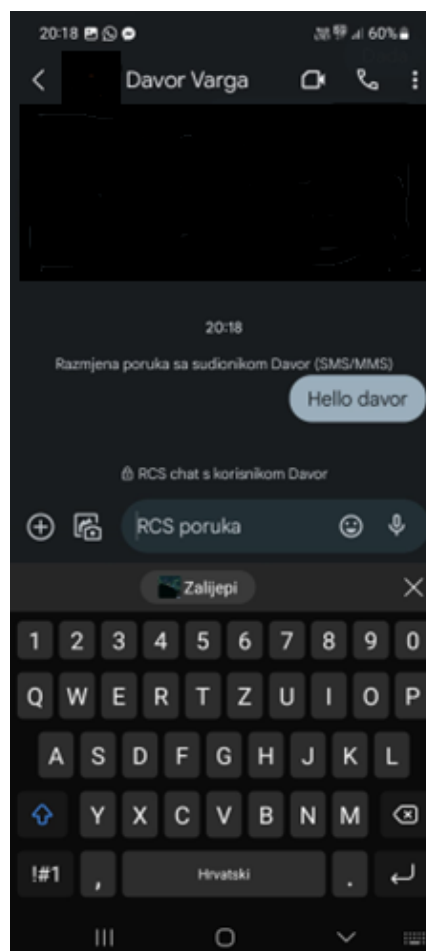 20:18 60%
Davor Varga
20:18
Razmjena poruka sa sudionikom Davor (SMS/MMS)
Hello davor
RCS chat s korisnikom Davor
RCS poruka
Zalijepi
1 2 3 4 5 6 7 8 9 0
Q W E R T Z U I O P
A S D F G H J K L
Y X C V B N M
!#1 , Hrvatski .